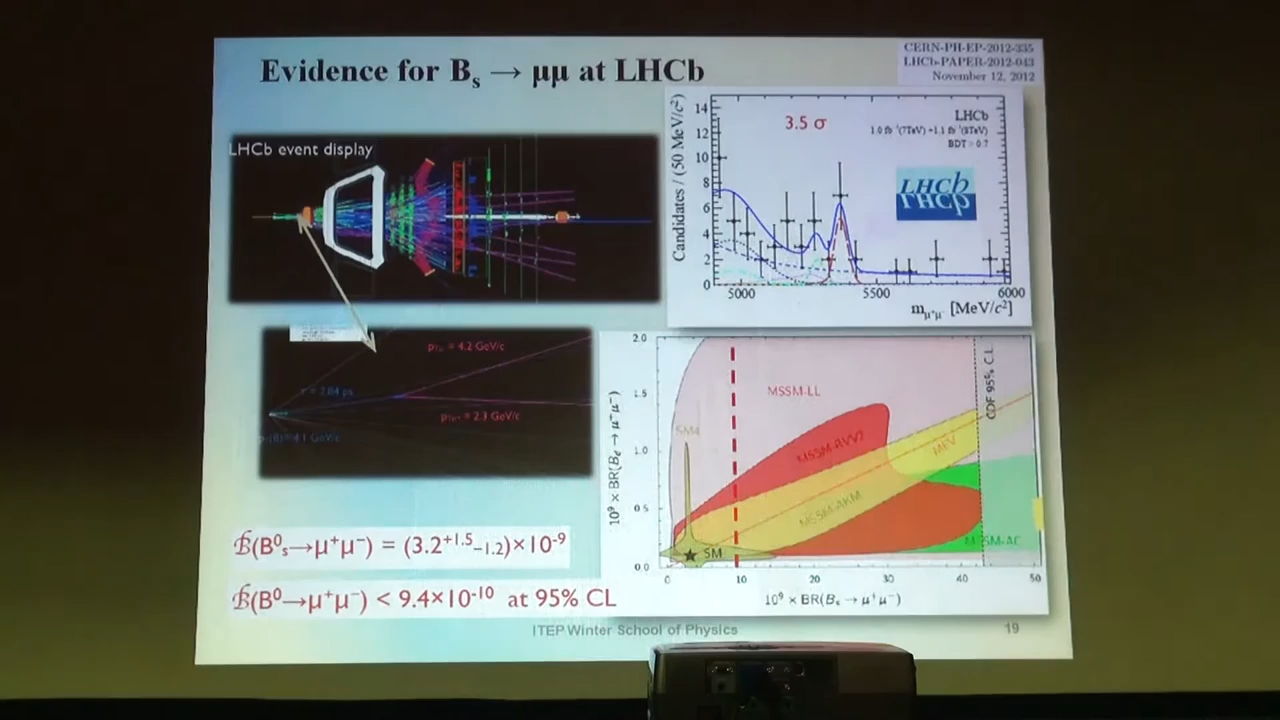 Evidence for Bs → μμ at LHCb
CERN-PH-EP-2012-335
LHCb-PAPER-2012-043
November 12, 2012
LHCb event display
Candidates / (50 MeV/c²)
14
12
10
8
6
4
2
0
3.5 σ
LHCb
1.0 fb⁻¹(7TeV) +1.1 fb⁻¹(8TeV)
BDT > 0.7
LHCb
LHCb
5000
5500
6000
mμ⁺μ⁻ [MeV/c²]
= 4.2 GeV/c
τ = 2.84 ps
= 2.3 GeV/c
10⁹ × BR(Bd → μ⁺μ⁻)
2.0
1.5
1.0
0.5
0.0
SM4
MSSM-LL
MSSM-RVV2
MFV
MSSM-AKM
SM
MSSM-AC
CDF 95% C.L.
0
10
20
30
40
50
10⁹ × BR(Bs → μ⁺μ⁻)
ℬ(B⁰s→μ⁺μ⁻) = (3.2⁺¹·⁵₋₁.₂)×10⁻⁹
ℬ(B⁰→μ⁺μ⁻) < 9.4×10⁻¹⁰ at 95% CL
ITEP Winter School of Physics
19